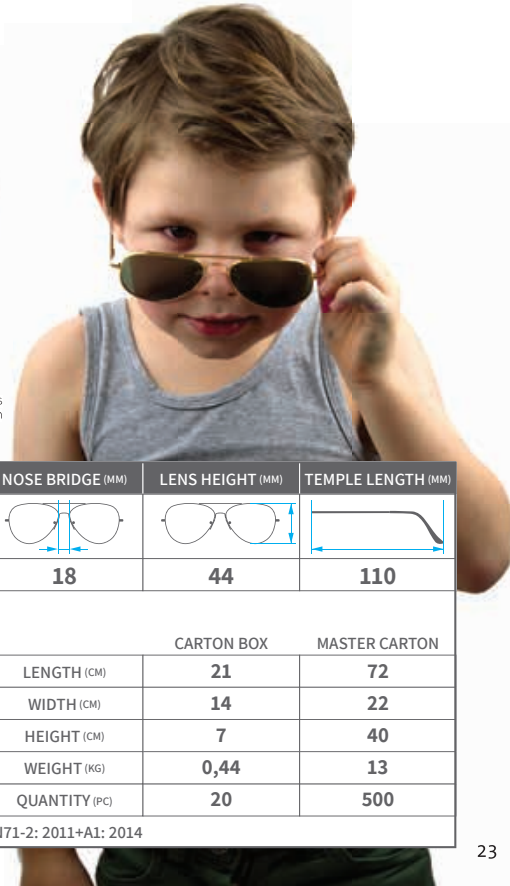 NOSE BRIDGE (MM) LENS HEIGHT (MM) TEMPLE LENGTH (MM)
18 44 110
CARTON BOX MASTER CARTON
LENGTH (CM) 21 72
WIDTH (CM) 14 22
HEIGHT (CM) 7 40
WEIGHT (KG) 0,44 13
QUANTITY (PC) 20 500
N71-2: 2011+A1: 2014
23